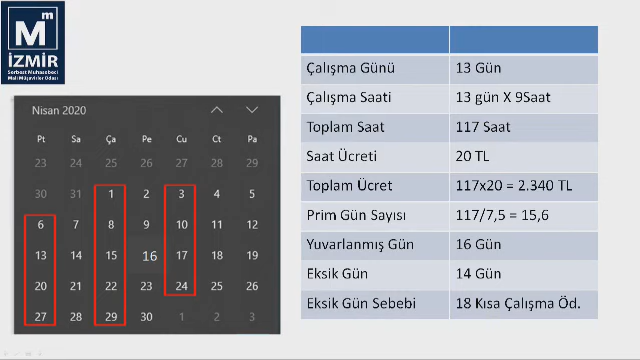 m
M
İZMİR
Serbest Muhasebeci
Mali Müşavirler Odası
Nisan 2020
Pt Sa Ça Pe Cu Ct Pa
23 24 25 26 27 28 29
30 31 1 2 3 4 5
6 7 8 9 10 11 12
13 14 15 16 17 18 19
20 21 22 23 24 25 26
27 28 29 30 1 2 3
Çalışma Günü 13 Gün
Çalışma Saati 13 gün X 9Saat
Toplam Saat 117 Saat
Saat Ücreti 20 TL
Toplam Ücret 117x20 = 2.340 TL
Prim Gün Sayısı 117/7,5 = 15,6
Yuvarlanmış Gün 16 Gün
Eksik Gün 14 Gün
Eksik Gün Sebebi 18 Kısa Çalışma Öd.